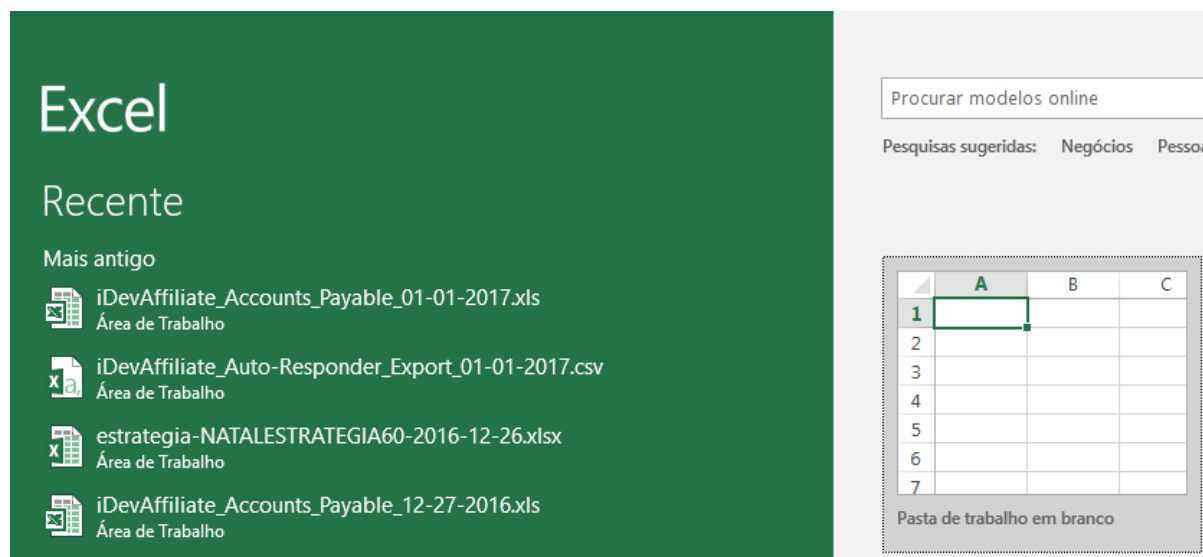 Excel
Recente
Mais antigo
iDevAffiliate_Accounts_Payable_01-01-2017.xls
Área de Trabalho
iDevAffiliate_Auto-Responder_Export_01-01-2017.csv
Área de Trabalho
estrategia-NATALESTRATEGIA60-2016-12-26.xlsx
Área de Trabalho
iDevAffiliate_Accounts_Payable_12-27-2016.xls
Área de Trabalho
Procurar modelos online
Pesquisas sugeridas: Negócios Pessoa
A B C
1
2
3
4
5
6
7
Pasta de trabalho em branco